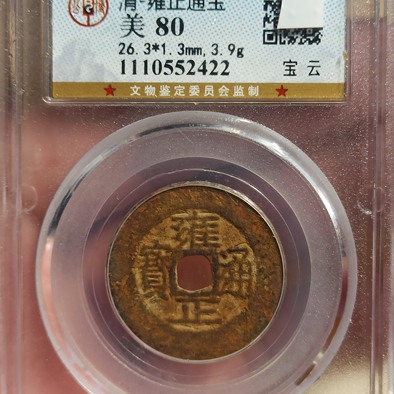 清·雍正通宝
美 80
26.3*1.3mm,3.9g
1110552422 宝云
★ 文物鉴定委员会监制 ★
雍正通寶